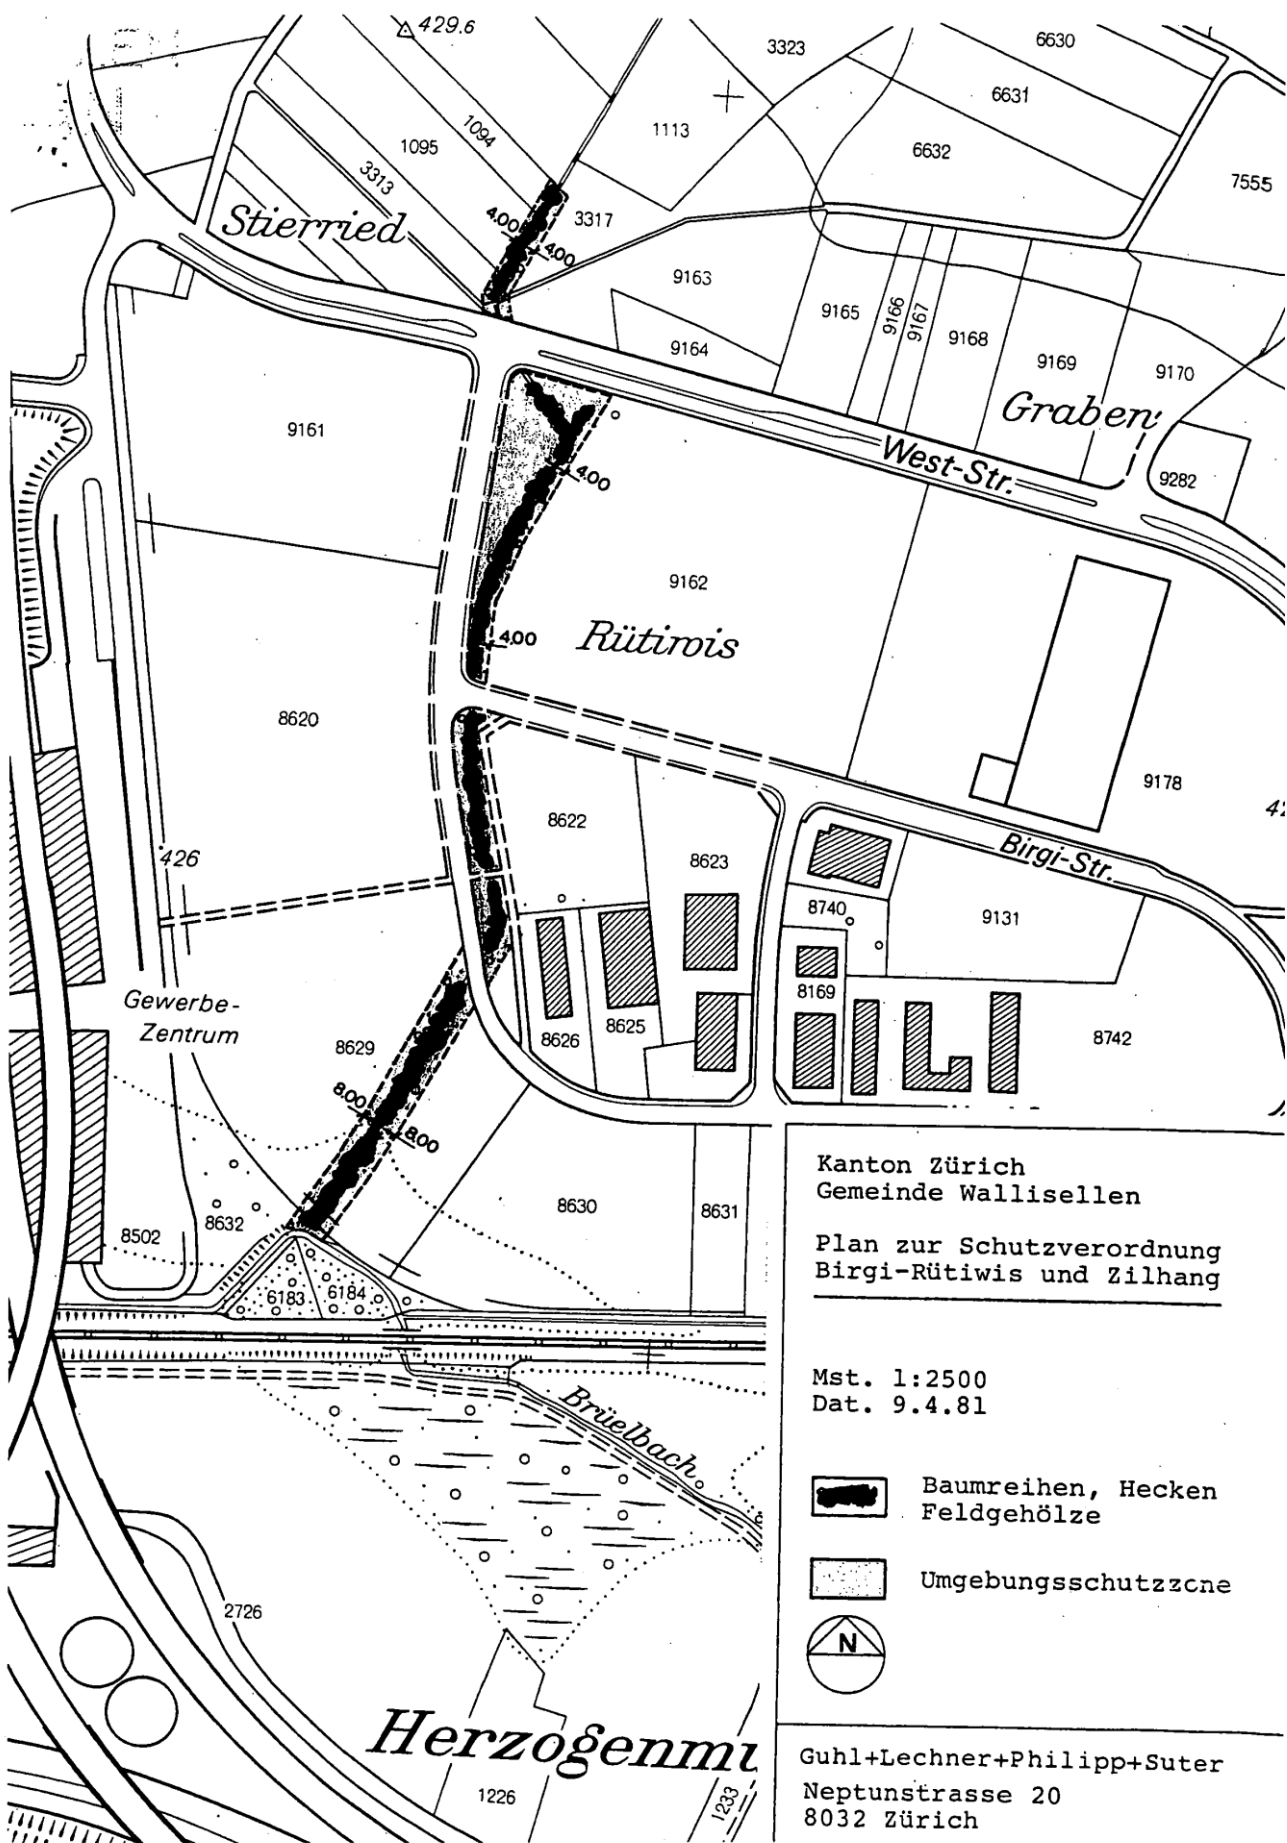 429.6
3323
6630
6631
1113
1094
1095
6632
3313
7555
Stierried
4.00
3317
4.00
9163
9165
9166
9167
9168
9164
9169
9170
Graben
9161
West-Str.
4.00
9282
9162
4.00
Rütiwis
8620
9178
8622
Birgi-Str.
8623
426
8740
9131
Gewerbe-
Zentrum
8169
8629
8626
8625
8742
8.00
8.00
Kanton Zürich
Gemeinde Wallisellen
8630
8631
8632
8502
Plan zur Schutzverordnung
Birgi-Rütiwis und Zilhang
6183
6184
Mst. 1:2500
Dat. 9.4.81
Brüelbach
Baumreihen, Hecken
Feldgehölze
Umgebungsschutzzone
2726
N
Herzogenmu
Guhl+Lechner+Philipp+Suter
Neptunstrasse 20
8032 Zürich
1226
1233